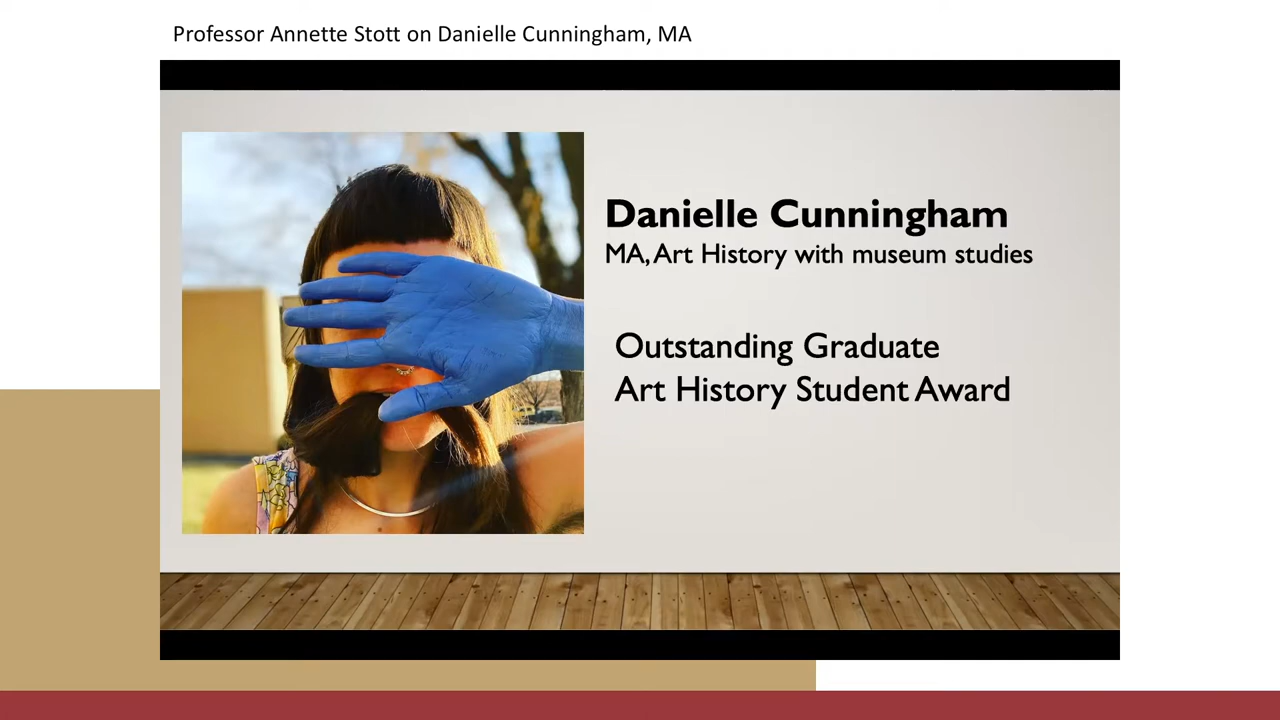 Professor Annette Stott on Danielle Cunningham, MA
Danielle Cunningham
MA, Art History with museum studies
Outstanding Graduate
Art History Student Award